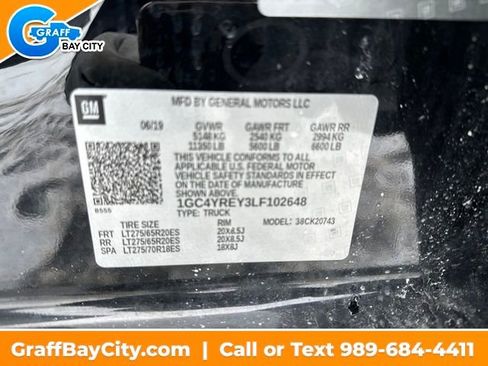 GRAFF
BAY CITY
GM
MFD BY GENERAL MOTORS LLC
06/19
GVWR GAWR FRT GAWR RR
5148 KG 2540 KG 2994 KG
11350 LB 5600 LB 6600 LB
THIS VEHICLE CONFORMS TO ALL
APPLICABLE U.S. FEDERAL MOTOR
VEHICLE SAFETY STANDARDS IN
EFFECT ON THE DATE OF MANUFACTURE
SHOWN ABOVE.
1GC4YREY3LF102648
TYPE: TRUCK
MODEL: 38CK20743
TIRE SIZE RIM
FRT LT275/65R20ES 20X8.5J
RR LT275/65R20ES 20X8.5J
SPA LT275/70R18ES 18X8J
GraffBayCity.com | Call or Text 989-684-4411